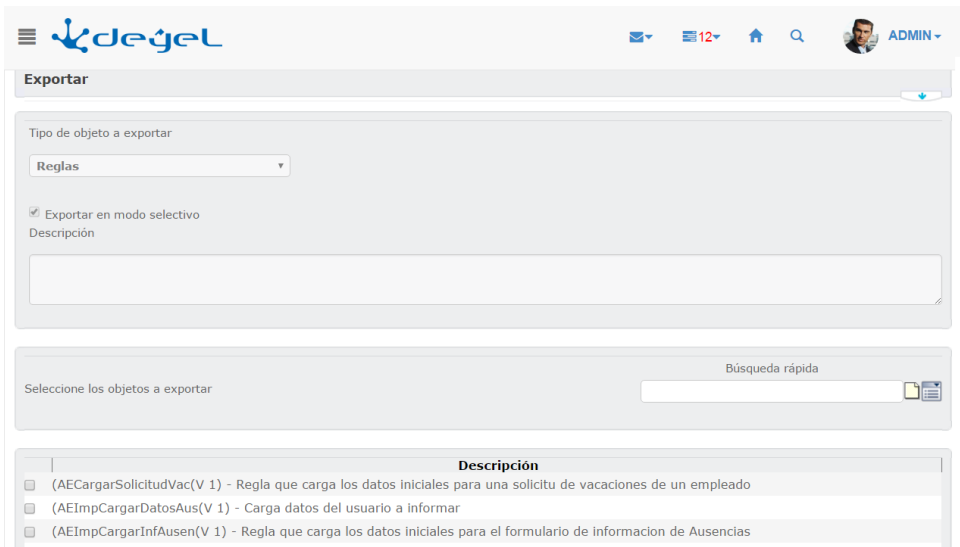 deyel
12
ADMIN
Exportar
Tipo de objeto a exportar
Reglas
Exportar en modo selectivo
Descripción
Búsqueda rápida
Seleccione los objetos a exportar
Descripción
(AECargarSolicitudVac(V 1) - Regla que carga los datos iniciales para una solicitu de vacaciones de un empleado
(AEImpCargarDatosAus(V 1) - Carga datos del usuario a informar
(AEImpCargarInfAusen(V 1) - Regla que carga los datos iniciales para el formulario de informacion de Ausencias